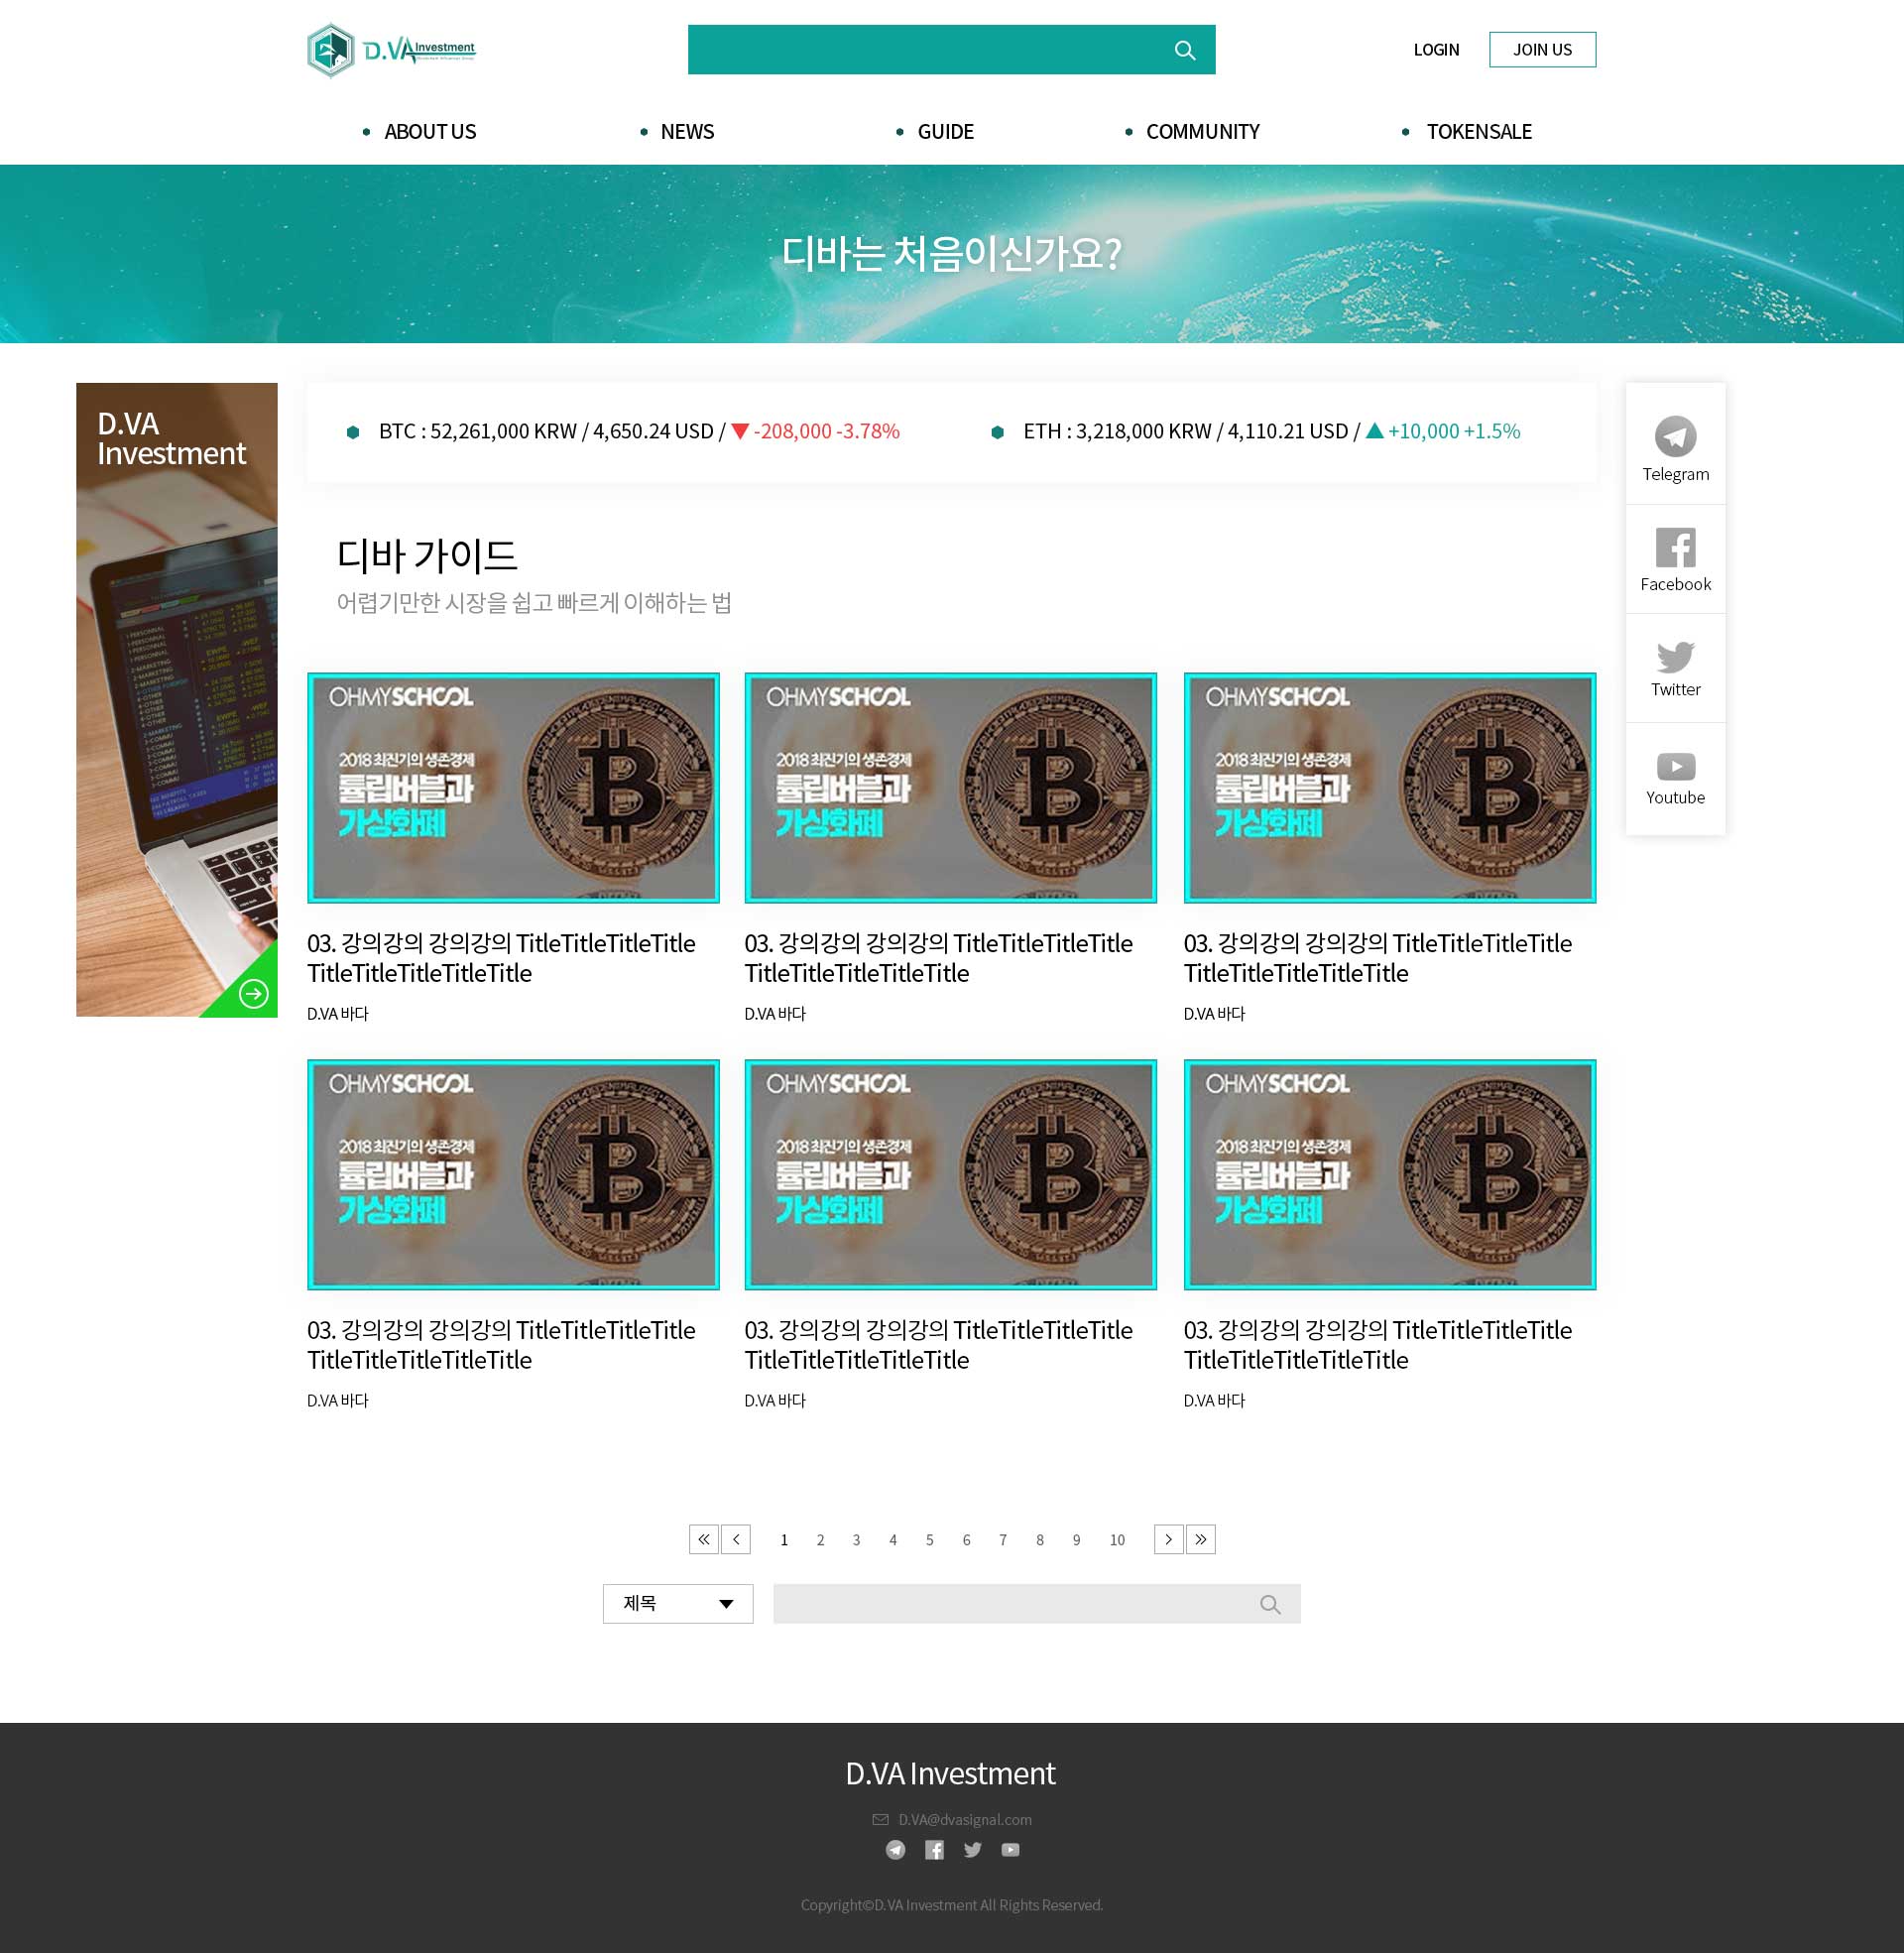 D.VA Investment
LOGIN
JOIN US
ABOUT US
NEWS
GUIDE
COMMUNITY
TOKENSALE
디바는 처음이신가요?
D.VA
Investment
BTC : 52,261,000 KRW / 4,650.24 USD / ▼ -208,000 -3.78%
ETH : 3,218,000 KRW / 4,110.21 USD / ▲ +10,000 +1.5%
Telegram
Facebook
Twitter
Youtube
디바 가이드
어렵기만한 시장을 쉽고 빠르게 이해하는 법
OHMYSCHOOL
2018 최진기의 생존경제
튤립버블과
가상화폐
03. 강의강의 강의강의 TitleTitleTitleTitle
TitleTitleTitleTitleTitle
D.VA 바다
OHMYSCHOOL
2018 최진기의 생존경제
튤립버블과
가상화폐
03. 강의강의 강의강의 TitleTitleTitleTitle
TitleTitleTitleTitleTitle
D.VA 바다
OHMYSCHOOL
2018 최진기의 생존경제
튤립버블과
가상화폐
03. 강의강의 강의강의 TitleTitleTitleTitle
TitleTitleTitleTitleTitle
D.VA 바다
OHMYSCHOOL
2018 최진기의 생존경제
튤립버블과
가상화폐
03. 강의강의 강의강의 TitleTitleTitleTitle
TitleTitleTitleTitleTitle
D.VA 바다
OHMYSCHOOL
2018 최진기의 생존경제
튤립버블과
가상화폐
03. 강의강의 강의강의 TitleTitleTitleTitle
TitleTitleTitleTitleTitle
D.VA 바다
OHMYSCHOOL
2018 최진기의 생존경제
튤립버블과
가상화폐
03. 강의강의 강의강의 TitleTitleTitleTitle
TitleTitleTitleTitleTitle
D.VA 바다
1 2 3 4 5 6 7 8 9 10
제목
D.VA Investment
D.VA@dvasignal.com
Copyright©D.VA Investment All Rights Reserved.